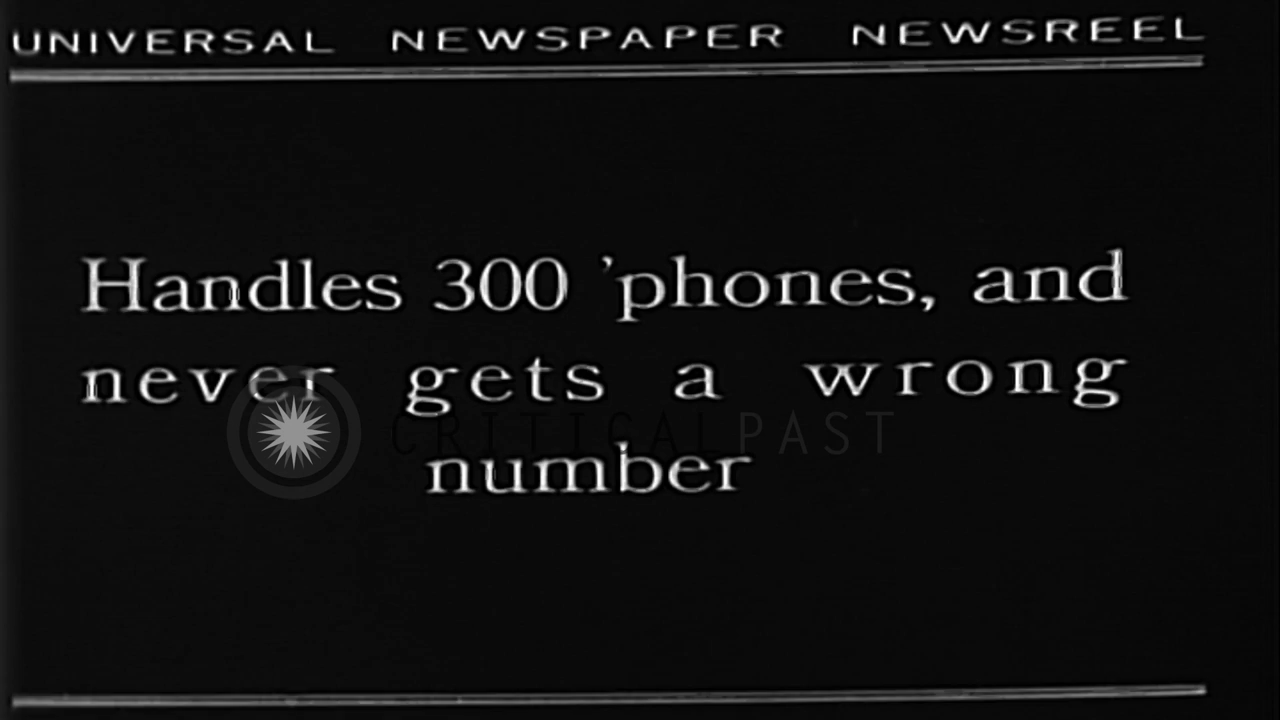 UNIVERSAL NEWSPAPER NEWSREEL
Handles 300 'phones, and
never gets a wrong
CRITICALPAST
number